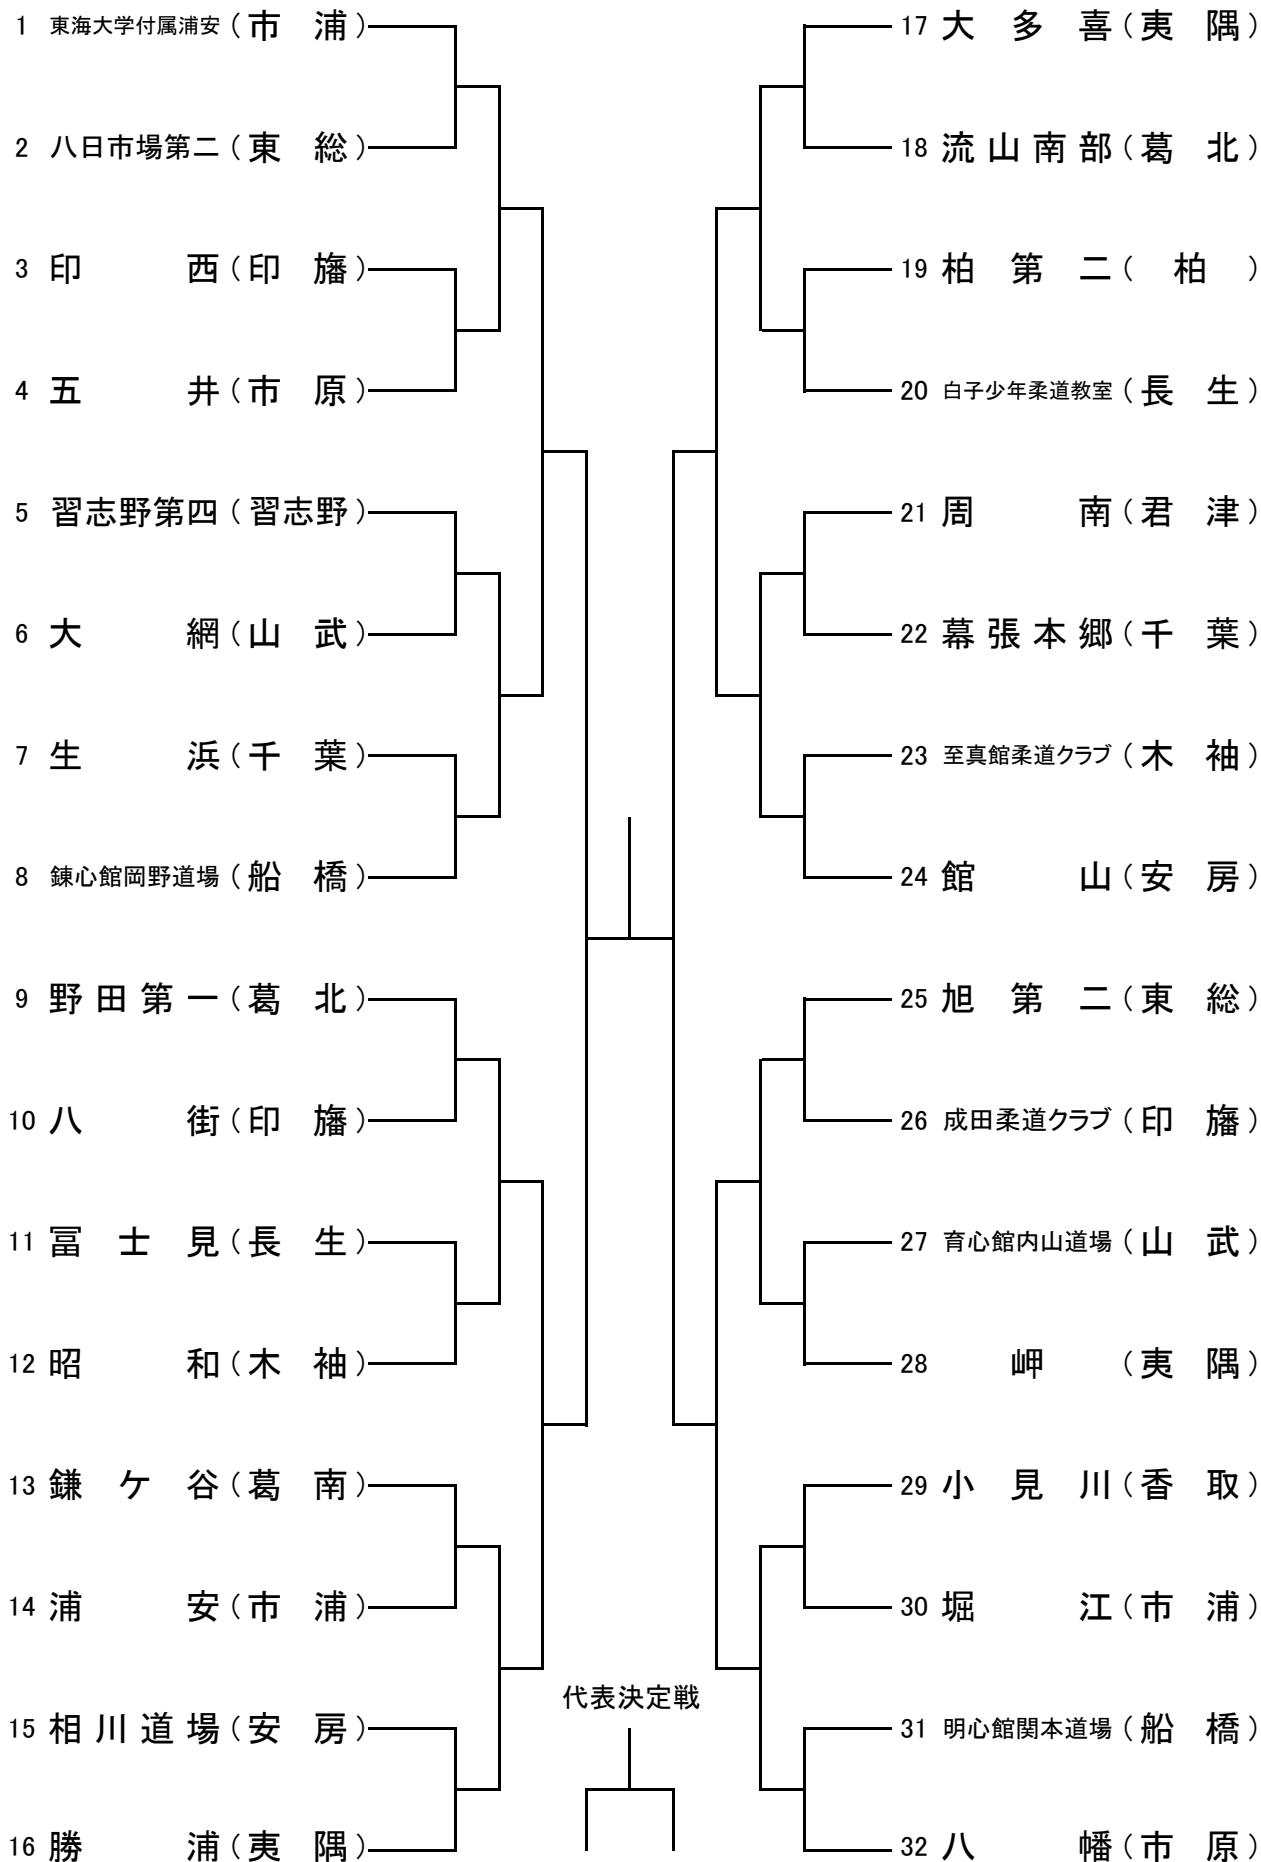 1 東海大学付属浦安（市浦）
2 八日市場第二（東総）
3 印西（印旛）
4 五井（市原）
5 習志野第四（習志野）
6 大網（山武）
7 生浜（千葉）
8 錬心館岡野道場（船橋）
9 野田第一（葛北）
10 八街（印旛）
11 冨士見（長生）
12 昭和（木袖）
13 鎌ケ谷（葛南）
14 浦安（市浦）
15 相川道場（安房）
16 勝浦（夷隅）
代表決定戦
17 大多喜（夷隅）
18 流山南部（葛北）
19 柏第二（柏）
20 白子少年柔道教室（長生）
21 周南（君津）
22 幕張本郷（千葉）
23 至真館柔道クラブ（木袖）
24 館山（安房）
25 旭第二（東総）
26 成田柔道クラブ（印旛）
27 育心館内山道場（山武）
28 岬（夷隅）
29 小見川（香取）
30 堀江（市浦）
31 明心館関本道場（船橋）
32 八幡（市原）